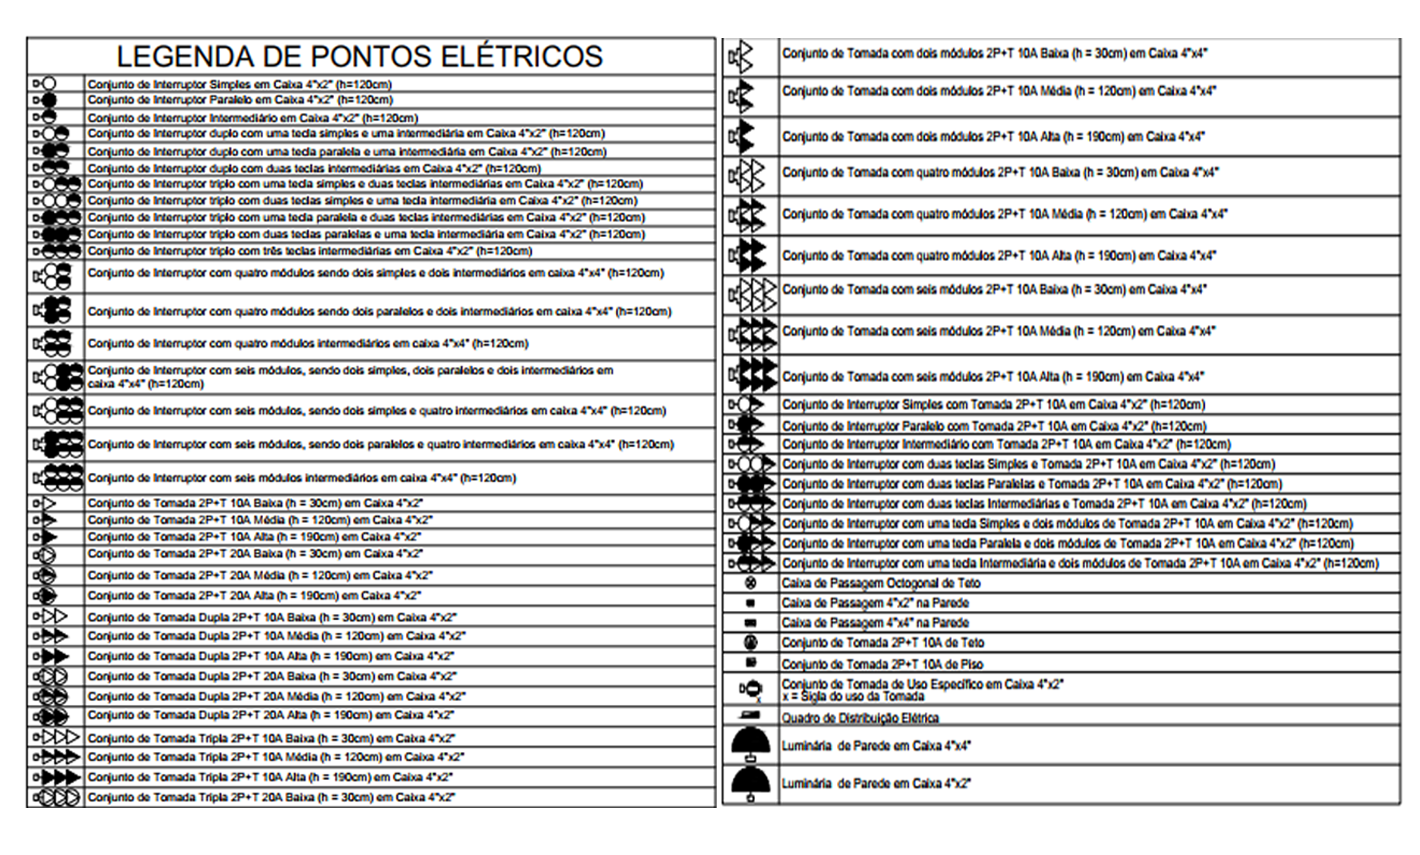 LEGENDA DE PONTOS ELÉTRICOS
Conjunto de Interruptor Simples em Caixa 4"x2" (h=120cm)
Conjunto de Interruptor Paralelo em Caixa 4"x2" (h=120cm)
Conjunto de Interruptor Intermediário em Caixa 4"x2" (h=120cm)
Conjunto de Interruptor duplo com uma tecla simples e uma intermediária em Caixa 4"x2" (h=120cm)
Conjunto de Interruptor duplo com uma tecla paralela e uma intermediária em Caixa 4"x2" (h=120cm)
Conjunto de Interruptor duplo com duas teclas intermediárias em Caixa 4"x2" (h=120cm)
Conjunto de Interruptor triplo com uma tecla simples e duas teclas intermediárias em Caixa 4"x2" (h=120cm)
Conjunto de Interruptor triplo com duas teclas simples e uma tecla intermediária em Caixa 4"x2" (h=120cm)
Conjunto de Interruptor triplo com uma tecla paralela e duas teclas intermediárias em Caixa 4"x2" (h=120cm)
Conjunto de Interruptor triplo com duas teclas paralelas e uma tecla intermediária em Caixa 4"x2" (h=120cm)
Conjunto de Interruptor triplo com três teclas intermediárias em Caixa 4"x2" (h=120cm)
Conjunto de Interruptor com quatro módulos sendo dois simples e dois intermediários em caixa 4"x4" (h=120cm)
Conjunto de Interruptor com quatro módulos sendo dois paralelos e dois intermediários em caixa 4"x4" (h=120cm)
Conjunto de Interruptor com quatro módulos intermediários em caixa 4"x4" (h=120cm)
Conjunto de Interruptor com seis módulos, sendo dois simples, dois paralelos e dois intermediários em
caixa 4"x4" (h=120cm)
Conjunto de Interruptor com seis módulos, sendo dois simples e quatro intermediários em caixa 4"x4" (h=120cm)
Conjunto de Interruptor com seis módulos, sendo dois paralelos e quatro intermediários em caixa 4"x4" (h=120cm)
Conjunto de Interruptor com seis módulos intermediários em caixa 4"x4" (h=120cm)
Conjunto de Tomada 2P+T 10A Baixa (h = 30cm) em Caixa 4"x2"
Conjunto de Tomada 2P+T 10A Média (h = 120cm) em Caixa 4"x2"
Conjunto de Tomada 2P+T 10A Alta (h = 190cm) em Caixa 4"x2"
Conjunto de Tomada 2P+T 20A Baixa (h = 30cm) em Caixa 4"x2"
Conjunto de Tomada 2P+T 20A Média (h = 120cm) em Caixa 4"x2"
Conjunto de Tomada 2P+T 20A Alta (h = 190cm) em Caixa 4"x2"
Conjunto de Tomada Dupla 2P+T 10A Baixa (h = 30cm) em Caixa 4"x2"
Conjunto de Tomada Dupla 2P+T 10A Média (h = 120cm) em Caixa 4"x2"
Conjunto de Tomada Dupla 2P+T 10A Alta (h = 190cm) em Caixa 4"x2"
Conjunto de Tomada Dupla 2P+T 20A Baixa (h = 30cm) em Caixa 4"x2"
Conjunto de Tomada Dupla 2P+T 20A Média (h = 120cm) em Caixa 4"x2"
Conjunto de Tomada Dupla 2P+T 20A Alta (h = 190cm) em Caixa 4"x2"
Conjunto de Tomada Tripla 2P+T 10A Baixa (h = 30cm) em Caixa 4"x2"
Conjunto de Tomada Tripla 2P+T 10A Média (h = 120cm) em Caixa 4"x2"
Conjunto de Tomada Tripla 2P+T 10A Alta (h = 190cm) em Caixa 4"x2"
Conjunto de Tomada Tripla 2P+T 20A Baixa (h = 30cm) em Caixa 4"x2"
Conjunto de Tomada com dois módulos 2P+T 10A Baixa (h = 30cm) em Caixa 4"x4"
Conjunto de Tomada com dois módulos 2P+T 10A Média (h = 120cm) em Caixa 4"x4"
Conjunto de Tomada com dois módulos 2P+T 10A Alta (h = 190cm) em Caixa 4"x4"
Conjunto de Tomada com quatro módulos 2P+T 10A Baixa (h = 30cm) em Caixa 4"x4"
Conjunto de Tomada com quatro módulos 2P+T 10A Média (h = 120cm) em Caixa 4"x4"
Conjunto de Tomada com quatro módulos 2P+T 10A Alta (h = 190cm) em Caixa 4"x4"
Conjunto de Tomada com seis módulos 2P+T 10A Baixa (h = 30cm) em Caixa 4"x4"
Conjunto de Tomada com seis módulos 2P+T 10A Média (h = 120cm) em Caixa 4"x4"
Conjunto de Tomada com seis módulos 2P+T 10A Alta (h = 190cm) em Caixa 4"x4"
Conjunto de Interruptor Simples com Tomada 2P+T 10A em Caixa 4"x2" (h=120cm)
Conjunto de Interruptor Paralelo com Tomada 2P+T 10A em Caixa 4"x2" (h=120cm)
Conjunto de Interruptor Intermediário com Tomada 2P+T 10A em Caixa 4"x2" (h=120cm)
Conjunto de Interruptor com duas teclas Simples e Tomada 2P+T 10A em Caixa 4"x2" (h=120cm)
Conjunto de Interruptor com duas teclas Paralelas e Tomada 2P+T 10A em Caixa 4"x2" (h=120cm)
Conjunto de Interruptor com duas teclas Intermediárias e Tomada 2P+T 10A em Caixa 4"x2" (h=120cm)
Conjunto de Interruptor com uma tecla Simples e dois módulos de Tomada 2P+T 10A em Caixa 4"x2" (h=120cm)
Conjunto de Interruptor com uma tecla Paralela e dois módulos de Tomada 2P+T 10A em Caixa 4"x2" (h=120cm)
Conjunto de Interruptor com uma tecla Intermediária e dois módulos de Tomada 2P+T 10A em Caixa 4"x2" (h=120cm)
Caixa de Passagem Octogonal de Teto
Caixa de Passagem 4"x2" na Parede
Caixa de Passagem 4"x4" na Parede
Conjunto de Tomada 2P+T 10A de Teto
Conjunto de Tomada 2P+T 10A de Piso
Conjunto de Tomada de Uso Específico em Caixa 4"x2"
x = Sigla do uso da Tomada
x
Quadro de Distribuição Elétrica
Luminária de Parede em Caixa 4"x4"
Luminária de Parede em Caixa 4"x2"